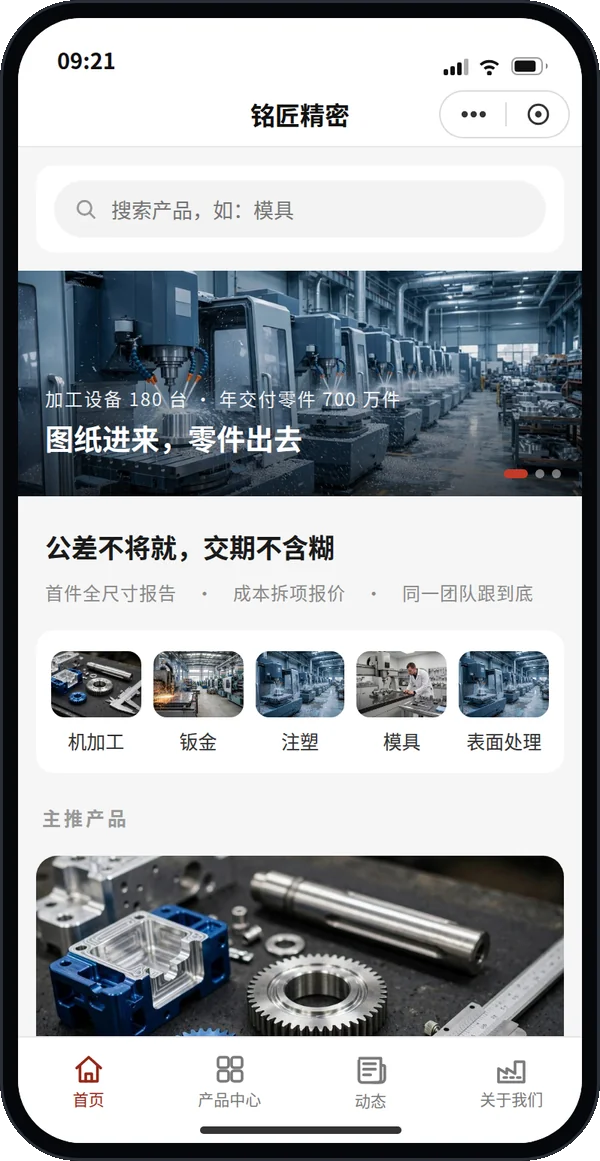 09:21
铭匠精密
搜索产品，如：模具
加工设备 180 台 · 年交付零件 700 万件
图纸进来，零件出去
公差不将就，交期不含糊
首件全尺寸报告 · 成本拆项报价 · 同一团队跟到底
机加工 钣金 注塑 模具 表面处理
主推产品
首页 产品中心 动态 关于我们